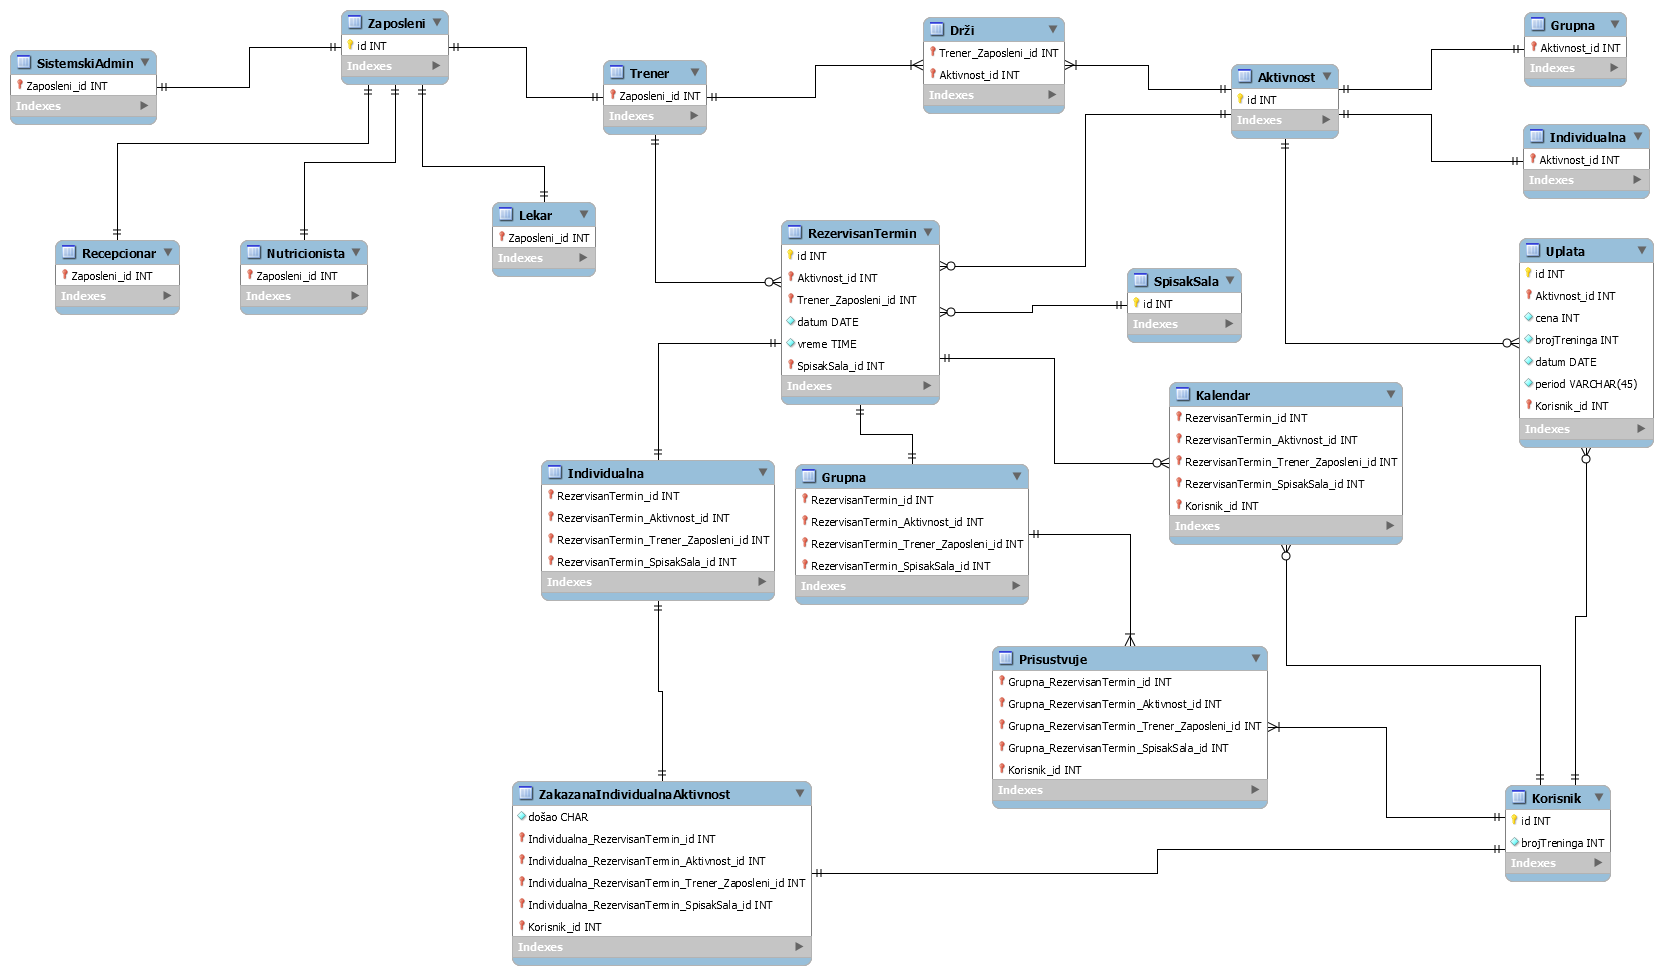 Zaposleni
id INT
Indexes
SistemskiAdmin
Zaposleni_id INT
Indexes
Trener
Zaposleni_id INT
Indexes
Drži
Trener_Zaposleni_id INT
Aktivnost_id INT
Indexes
Aktivnost
id INT
Indexes
Grupna
Aktivnost_id INT
Indexes
Individualna
Aktivnost_id INT
Indexes
Recepcionar
Zaposleni_id INT
Indexes
Nutricionista
Zaposleni_id INT
Indexes
Lekar
Zaposleni_id INT
Indexes
RezervisanTermin
id INT
Aktivnost_id INT
Trener_Zaposleni_id INT
datum DATE
vreme TIME
SpisakSala_id INT
Indexes
SpisakSala
id INT
Indexes
Uplata
id INT
Aktivnost_id INT
cena INT
brojTreninga INT
datum DATE
period VARCHAR(45)
Korisnik_id INT
Indexes
Kalendar
RezervisanTermin_id INT
RezervisanTermin_Aktivnost_id INT
RezervisanTermin_Trener_Zaposleni_id INT
RezervisanTermin_SpisakSala_id INT
Korisnik_id INT
Indexes
Individualna
RezervisanTermin_id INT
RezervisanTermin_Aktivnost_id INT
RezervisanTermin_Trener_Zaposleni_id INT
RezervisanTermin_SpisakSala_id INT
Indexes
Grupna
RezervisanTermin_id INT
RezervisanTermin_Aktivnost_id INT
RezervisanTermin_Trener_Zaposleni_id INT
RezervisanTermin_SpisakSala_id INT
Indexes
Prisustvuje
Grupna_RezervisanTermin_id INT
Grupna_RezervisanTermin_Aktivnost_id INT
Grupna_RezervisanTermin_Trener_Zaposleni_id INT
Grupna_RezervisanTermin_SpisakSala_id INT
Korisnik_id INT
Indexes
ZakazanaIndividualnaAktivnost
došao CHAR
Individualna_RezervisanTermin_id INT
Individualna_RezervisanTermin_Aktivnost_id INT
Individualna_RezervisanTermin_Trener_Zaposleni_id INT
Individualna_RezervisanTermin_SpisakSala_id INT
Korisnik_id INT
Indexes
Korisnik
id INT
brojTreninga INT
Indexes